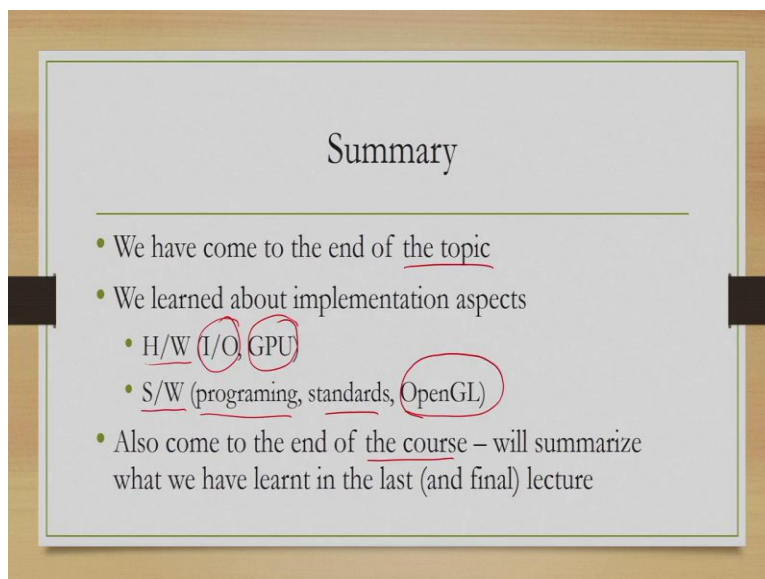 Summary
• We have come to the end of the topic
• We learned about implementation aspects
• H/W (I/O, GPU)
• S/W (programing, standards, OpenGL)
• Also come to the end of the course – will summarize
what we have learnt in the last (and final) lecture